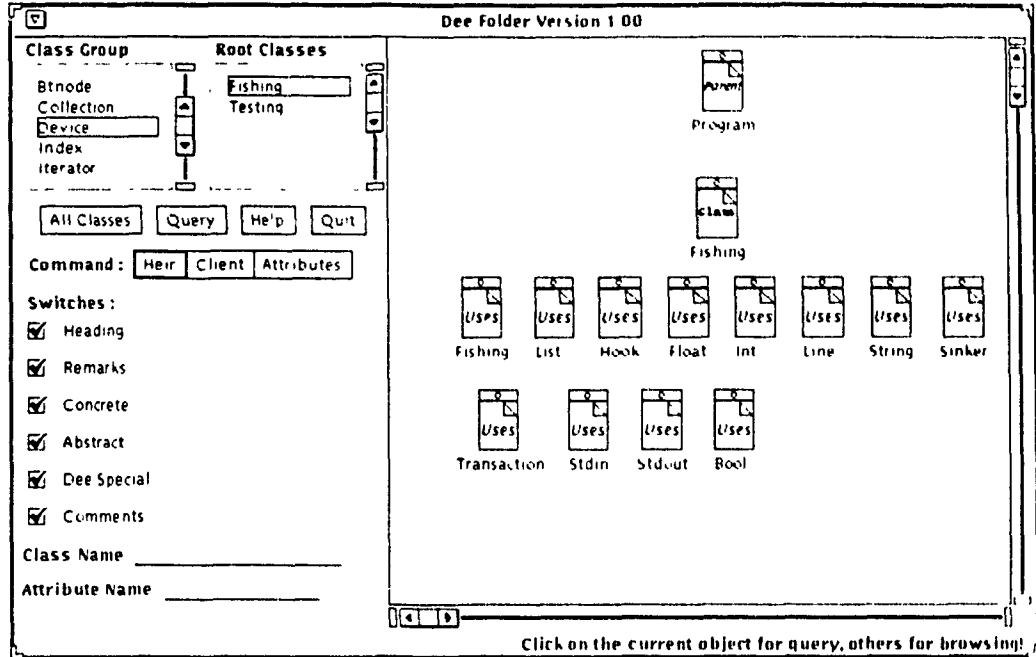 Dee Folder Version 1 00
Class Group
Root Classes
Btnode
Collection
Device
Index
Iterator
Fishing
Testing
All Classes
Query
Help
Quit
Command :
Heir
Client
Attributes
Switches :
Heading
Remarks
Concrete
Abstract
Dee Special
Comments
Class Name
Attribute Name
Parent
Program
Class
Fishing
Uses Uses Uses Uses Uses Uses Uses Uses
Fishing List Hook Float Int Line String Sinker
Uses Uses Uses Uses
Transaction Stdin Stdout Bool
Click on the current object for query, others for browsing!